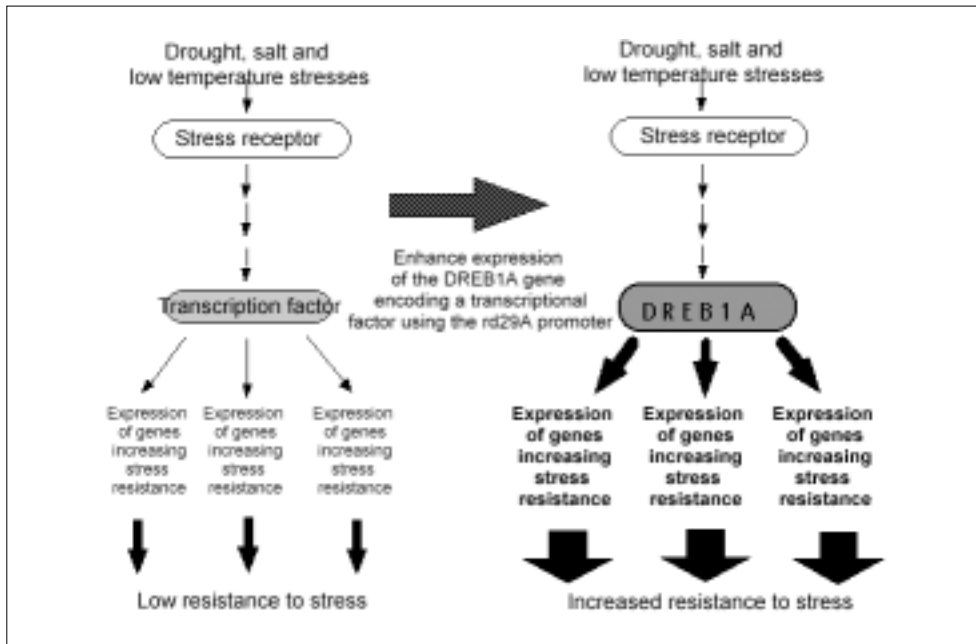 Drought, salt and
low temperature stresses
Stress receptor
Transcription factor
Expression
of genes
increasing
stress
resistance
Expression
of genes
increasing
stress
resistance
Expression
of genes
increasing
stress
resistance
Low resistance to stress
Enhance expression
of the DREB1A gene
encoding a transcriptional
factor using the rd29A promoter
Drought, salt and
low temperature stresses
Stress receptor
DREB1A
Expression
of genes
increasing
stress
resistance
Expression
of genes
increasing
stress
resistance
Expression
of genes
increasing
stress
resistance
Increased resistance to stress